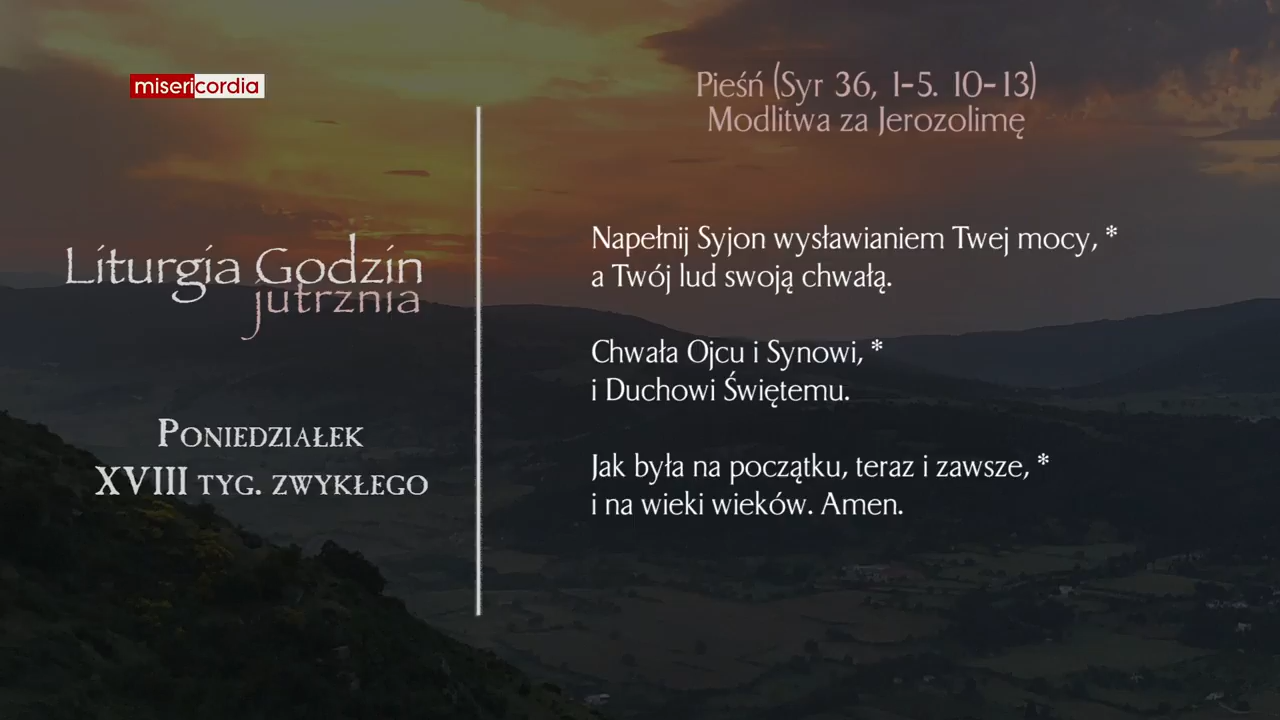 misericordia
Liturgia Godzin
jutrznia
Poniedziałek
XVIII tyg. zwykłego
Pieśń (Syr 36, 1-5. 10-13)
Modlitwa za Jerozolimę
Napełnij Syjon wysławianiem Twej mocy, *
a Twój lud swoją chwałą.
Chwała Ojcu i Synowi, *
i Duchowi Świętemu.
Jak była na początku, teraz i zawsze, *
i na wieki wieków. Amen.